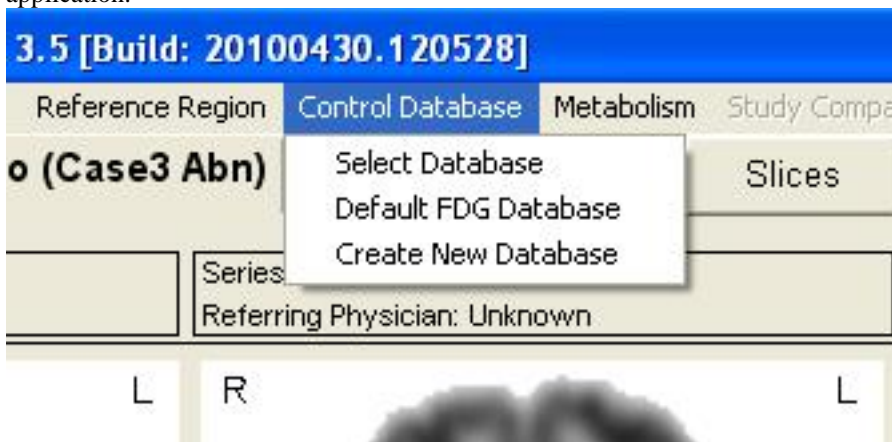 application.
3.5 [Build: 20100430.120528]
Reference Region Control Database Metabolism Study Compa
o (Case3 Abn) Slices
Select Database
Default FDG Database
Create New Database
Series
Referring Physician: Unknown
L R L